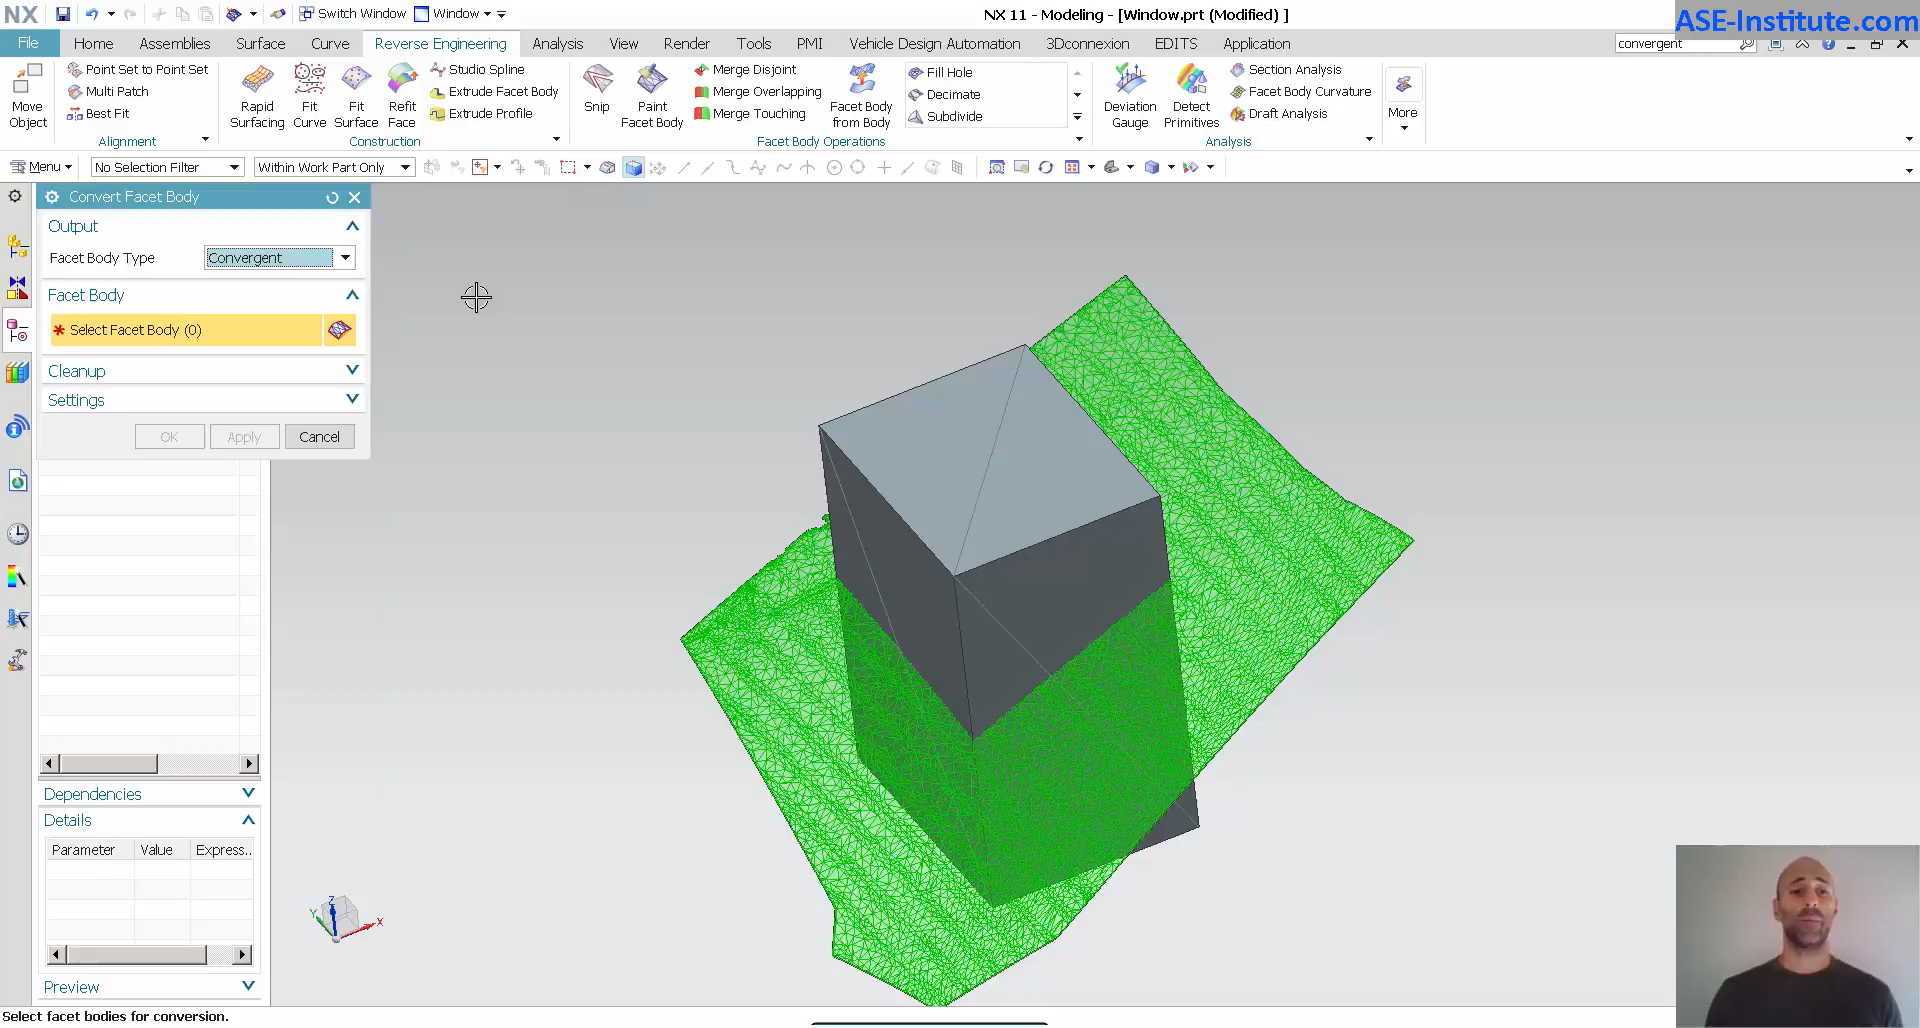 NX
Switch Window
Window
NX 11 - Modeling - [Window.prt (Modified) ]
ASE-Institute.com
File
Home
Assemblies
Surface
Curve
Reverse Engineering
Analysis
View
Render
Tools
PMI
Vehicle Design Automation
3Dconnexion
EDITS
Application
convergent
Move Object
Point Set to Point Set
Multi Patch
Best Fit
Alignment
Rapid Surfacing
Fit Curve
Fit Surface
Refit Face
Studio Spline
Extrude Facet Body
Extrude Profile
Construction
Snip
Paint Facet Body
Merge Disjoint
Merge Overlapping
Merge Touching
Facet Body from Body
Fill Hole
Decimate
Subdivide
Facet Body Operations
Deviation Gauge
Detect Primitives
Section Analysis
Facet Body Curvature
Draft Analysis
Analysis
More
Menu
No Selection Filter
Within Work Part Only
Convert Facet Body
Output
Facet Body Type
Convergent
Facet Body
* Select Facet Body (0)
Cleanup
Settings
OK
Apply
Cancel
Dependencies
Details
Parameter
Value
Express..
Preview
Z
Y
X
Select facet bodies for conversion.